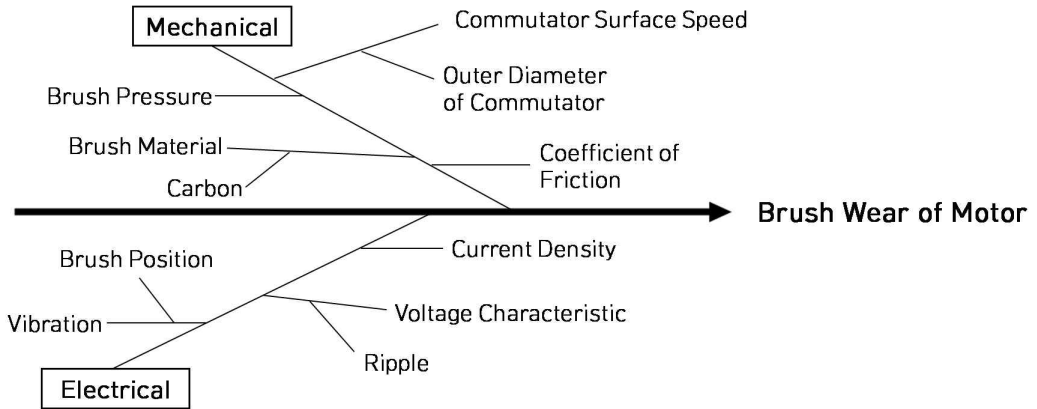 Mechanical
Commutator Surface Speed
Outer Diameter
of Commutator
Brush Pressure
Brush Material
Carbon
Coefficient of
Friction
Brush Wear of Motor
Current Density
Brush Position
Vibration
Voltage Characteristic
Ripple
Electrical